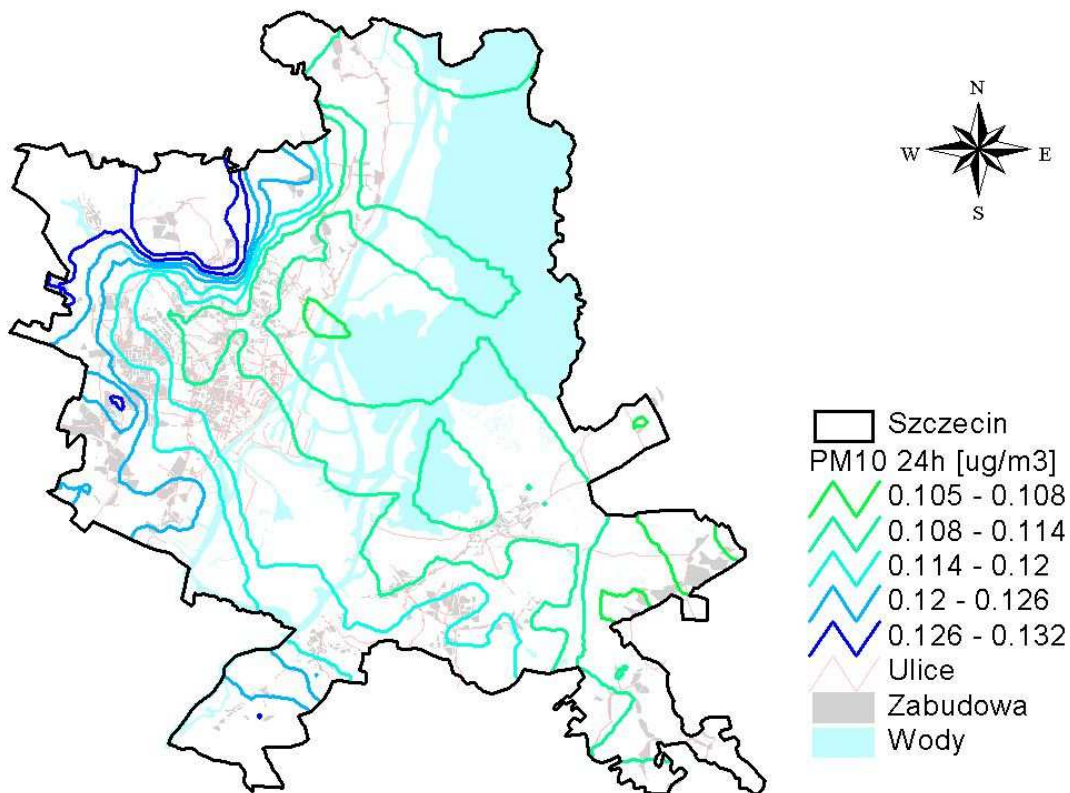 N
W E
S
Szczecin
PM10 24h [ug/m3]
0.105 - 0.108
0.108 - 0.114
0.114 - 0.12
0.12 - 0.126
0.126 - 0.132
Ulice
Zabudowa
Wody